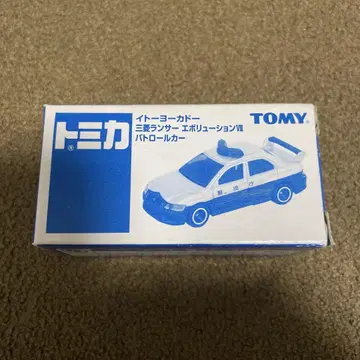 トミカ
イトーヨーカドー
三菱ランサー エボリューションⅦ
パトロールカー
TOMY